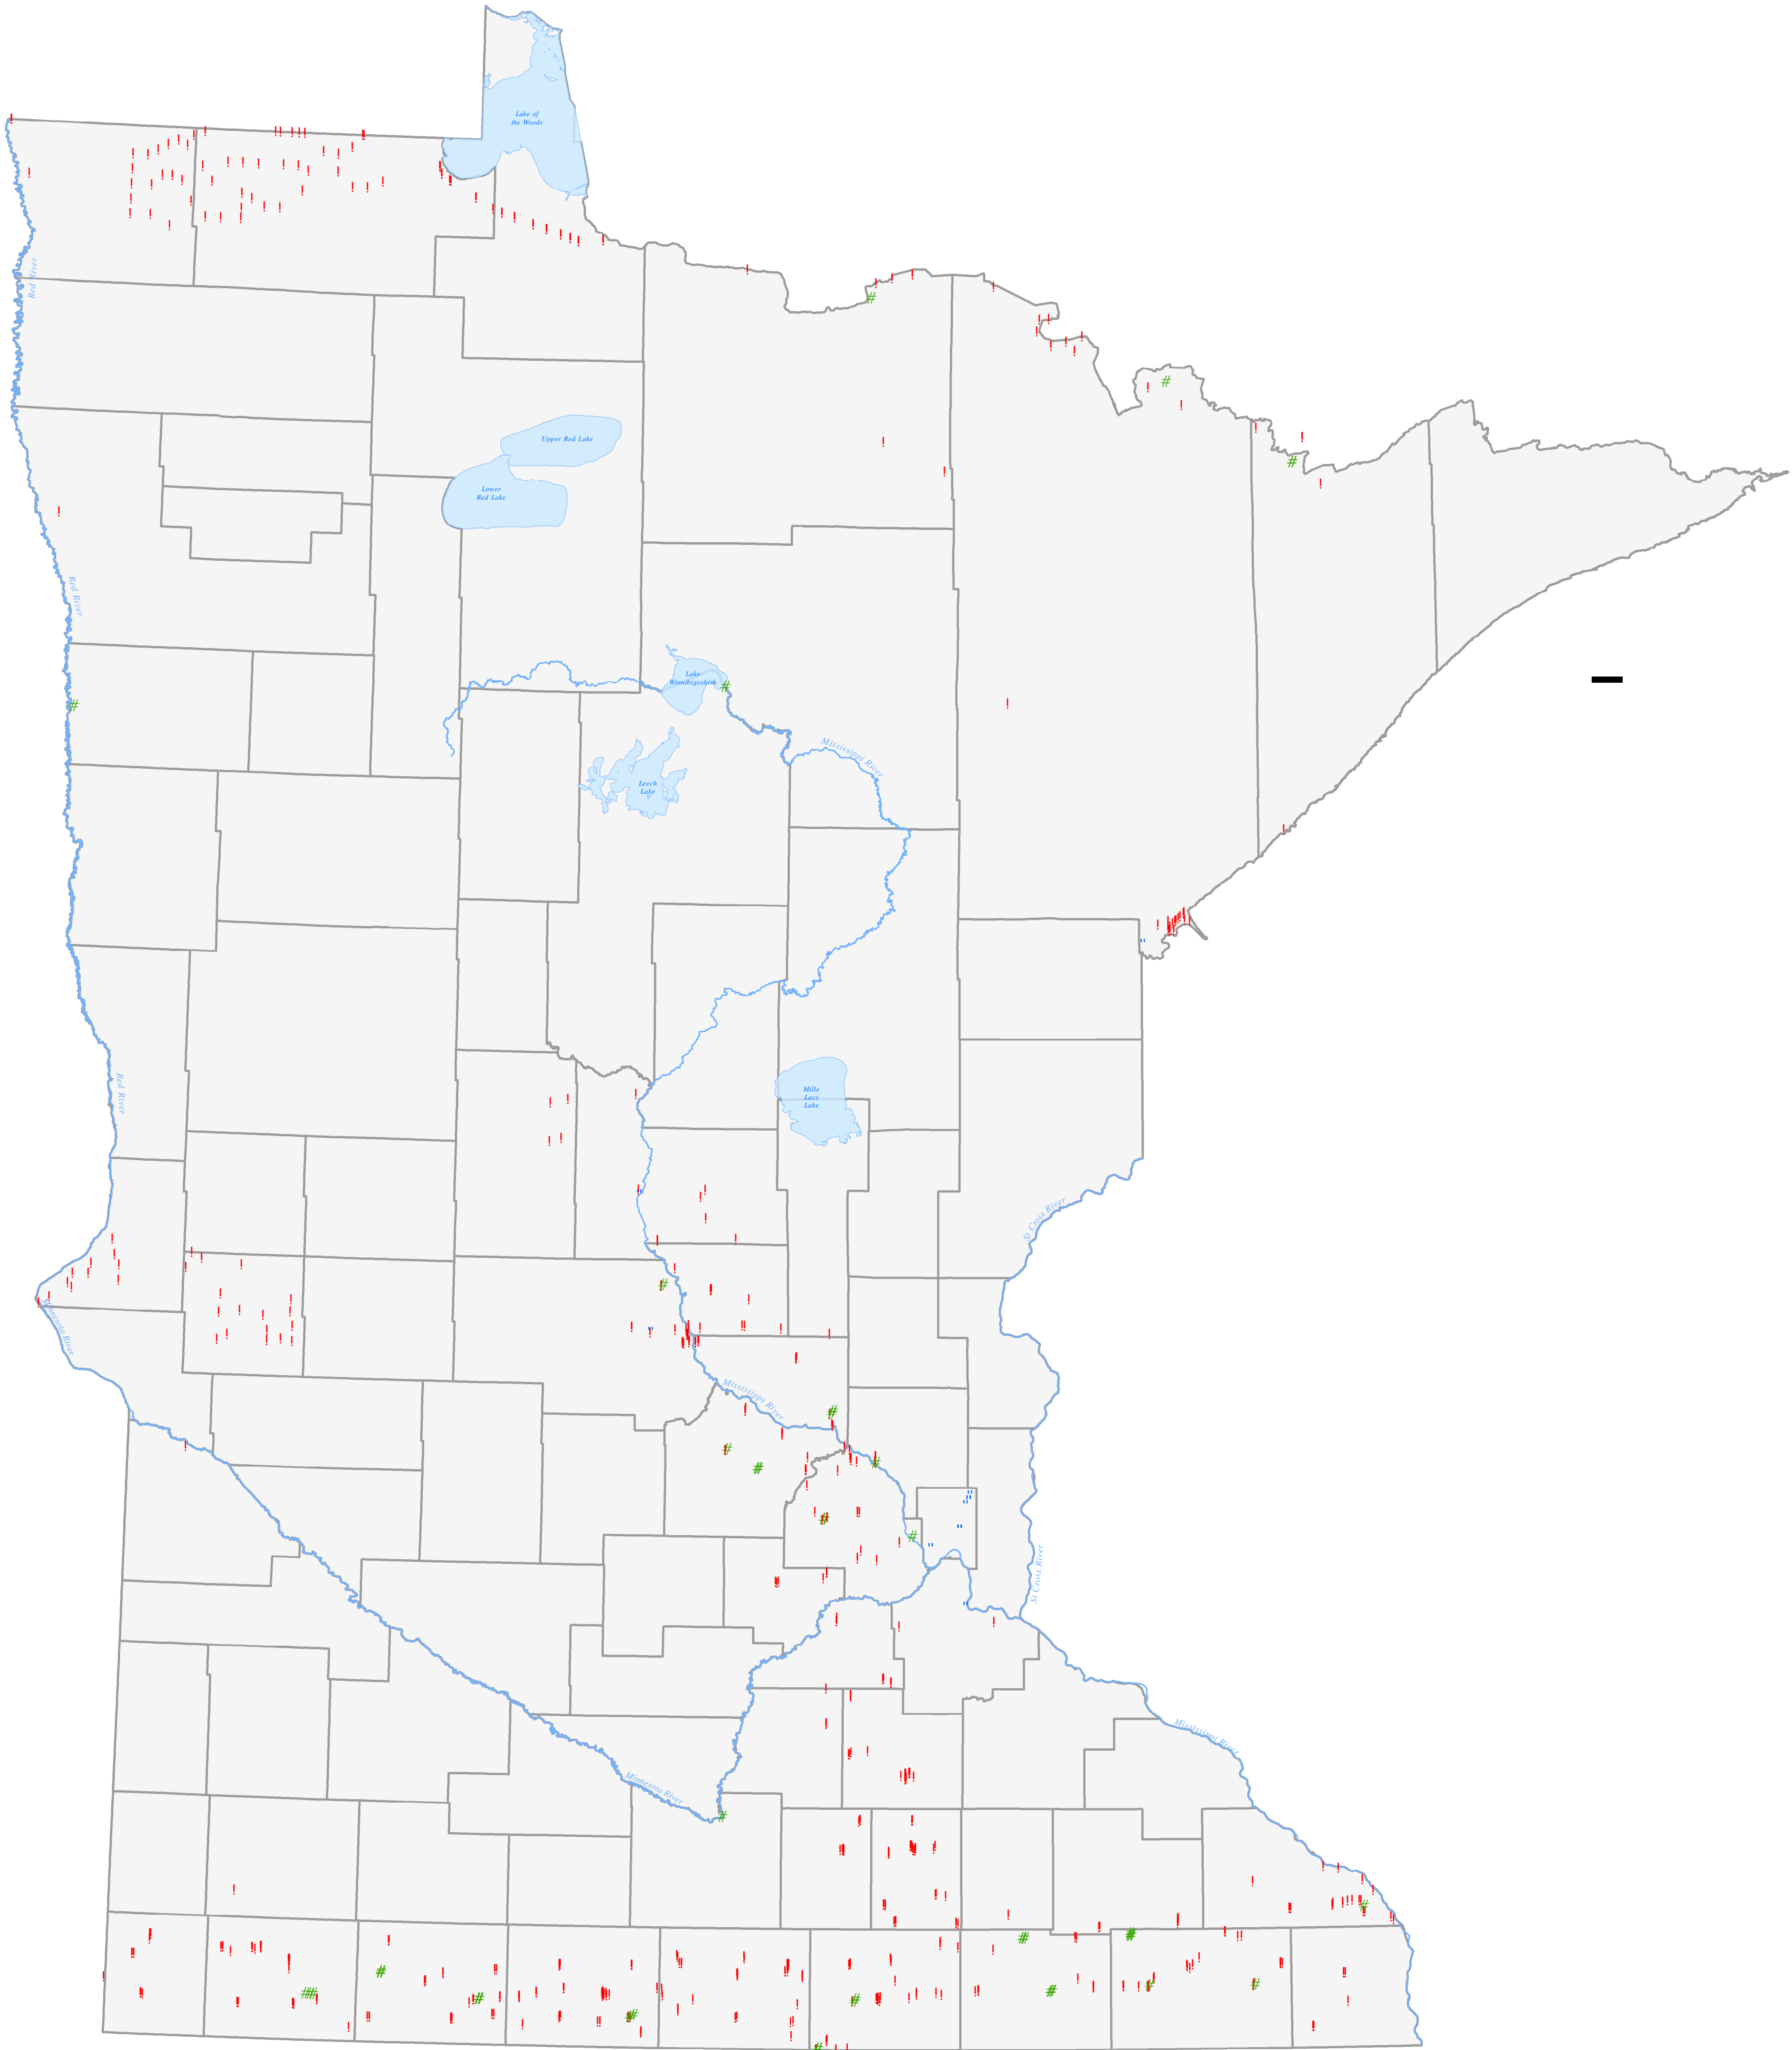 Lake of
the Woods
Red River
Upper Red Lake
Lower
Red Lake
Red River
Lake
Winnibigoshish
Mississippi River
Leech
Lake
Red River
Mille
Lacs
Lake
St Croix River
Minnesota River
Mississippi River
St Croix River
Mississippi River
Minnesota River